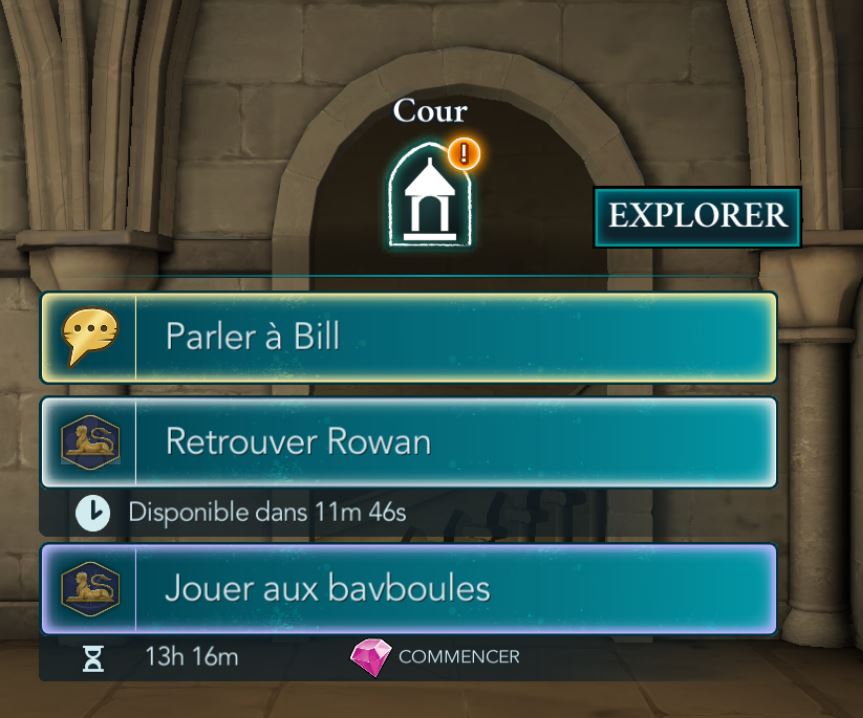 Cour
!
EXPLORER
Parler à Bill
Retrouver Rowan
Disponible dans 11m 46s
Jouer aux bavboules
13h 16m COMMENCER